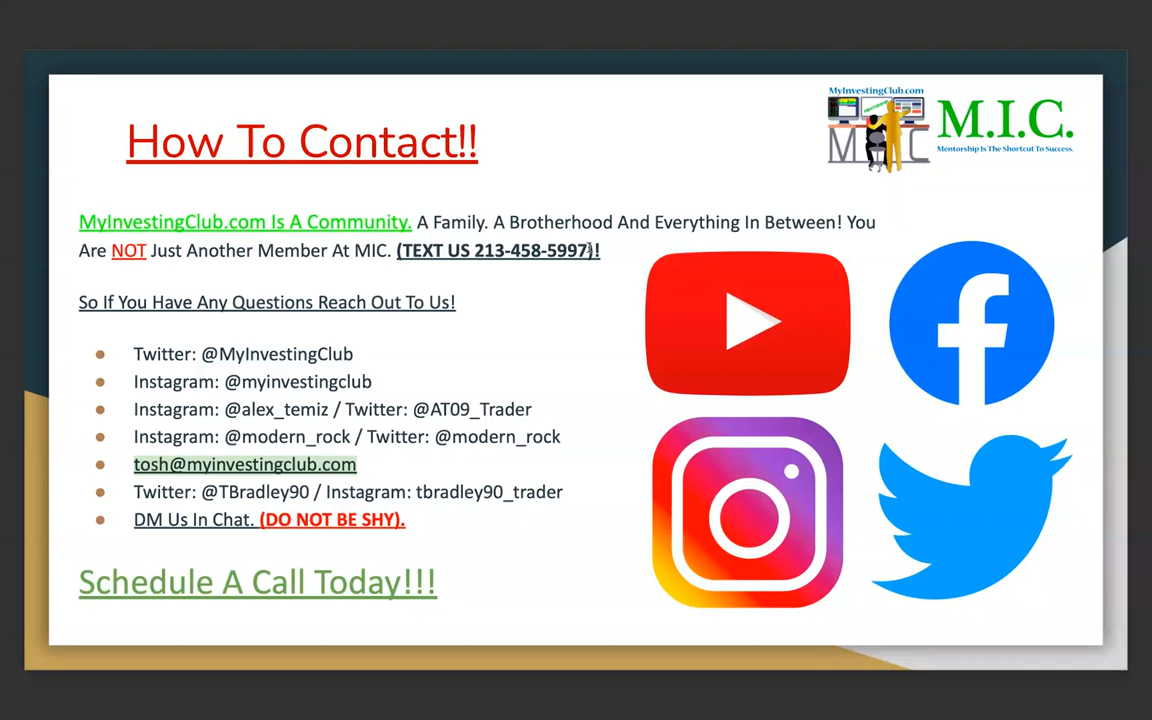 How To Contact!!
MyInvestingClub.com
M.I.C.
Mentorship Is The Shortcut To Success.
MIC
MyInvestingClub.com Is A Community. A Family. A Brotherhood And Everything In Between! You
Are NOT Just Another Member At MIC. (TEXT US 213-458-5997)!
So If You Have Any Questions Reach Out To Us!
Twitter: @MyInvestingClub
Instagram: @myinvestingclub
Instagram: @alex_temiz / Twitter: @AT09_Trader
Instagram: @modern_rock / Twitter: @modern_rock
tosh@myinvestingclub.com
Twitter: @TBradley90 / Instagram: tbradley90_trader
DM Us In Chat. (DO NOT BE SHY).
Schedule A Call Today!!!